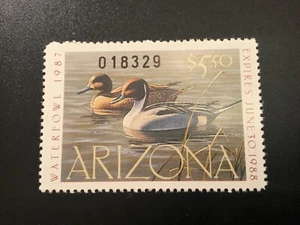 WATERFOWL 1987
018329
$5.50
EXPIRES JUNE 30, 1988
ARIZONA